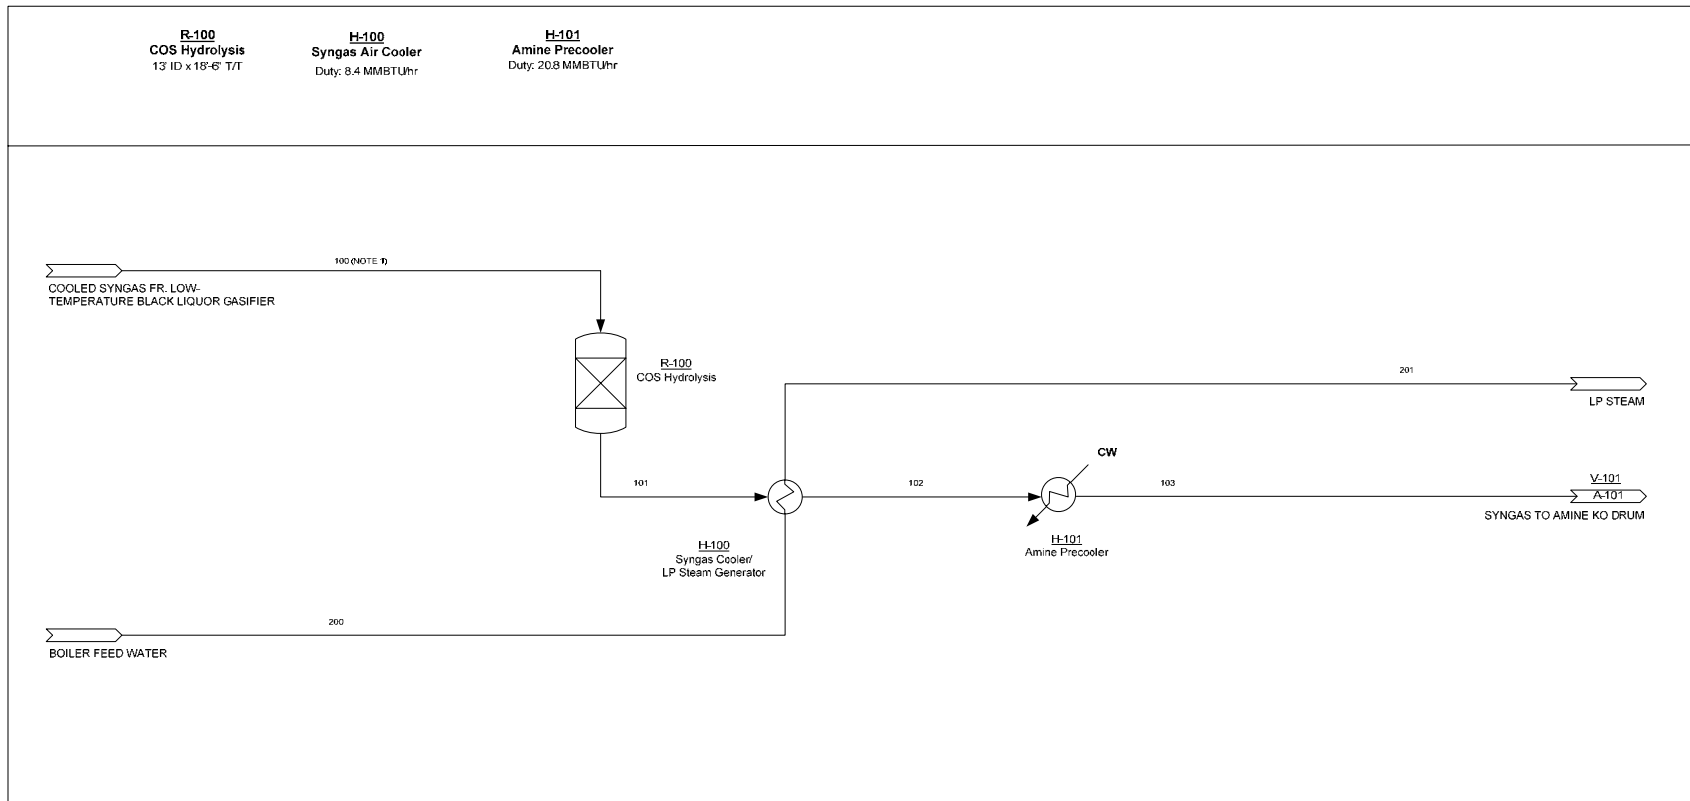 R-100
COS Hydrolysis
13' ID x 18'-6" T/T
H-100
Syngas Air Cooler
Duty: 8.4 MMBTU/hr
H-101
Amine Precooler
Duty: 20.8 MMBTU/hr
100 (NOTE 1)
COOLED SYNGAS FR. LOW-
TEMPERATURE BLACK LIQUOR GASIFIER
R-100
COS Hydrolysis
201
LP STEAM
101
102
CW
103
V-101
A-101
SYNGAS TO AMINE KO DRUM
H-100
Syngas Cooler/
LP Steam Generator
H-101
Amine Precooler
200
BOILER FEED WATER